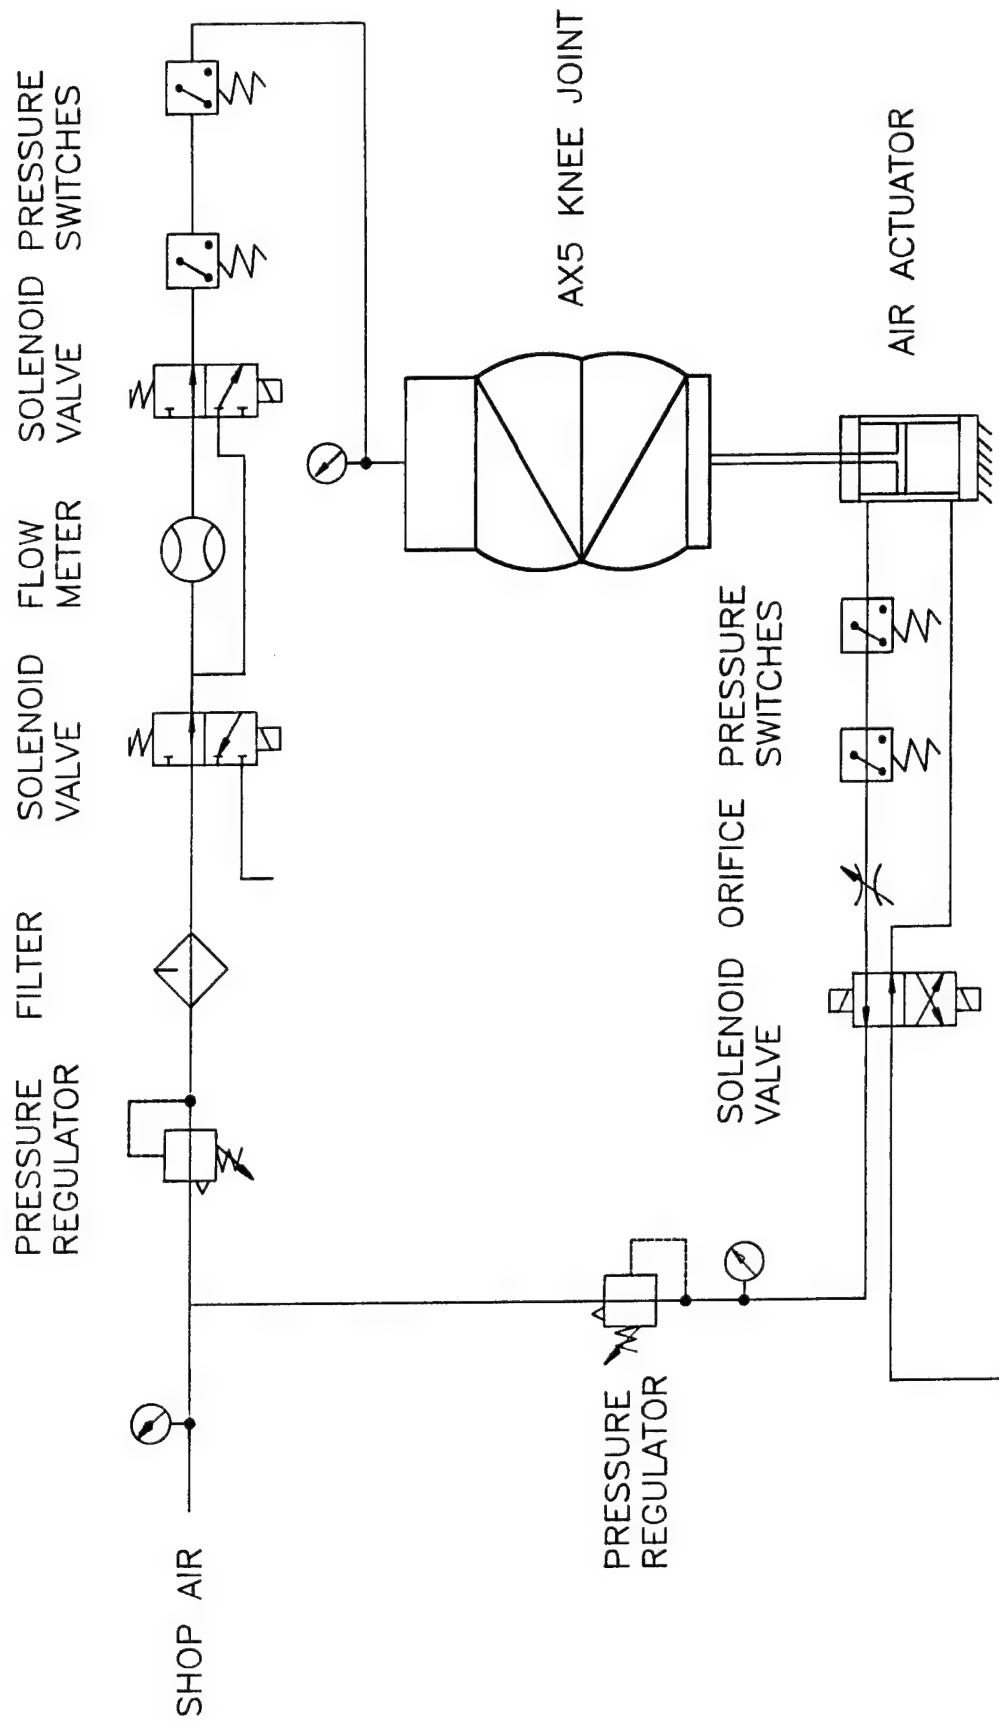 SHOP AIR
PRESSURE
REGULATOR
FILTER
SOLENOID
VALVE
FLOW
METER
SOLENOID
VALVE
PRESSURE
SWITCHES
AX5 KNEE JOINT
PRESSURE
REGULATOR
SOLENOID
VALVE
ORIFICE
PRESSURE
SWITCHES
AIR ACTUATOR